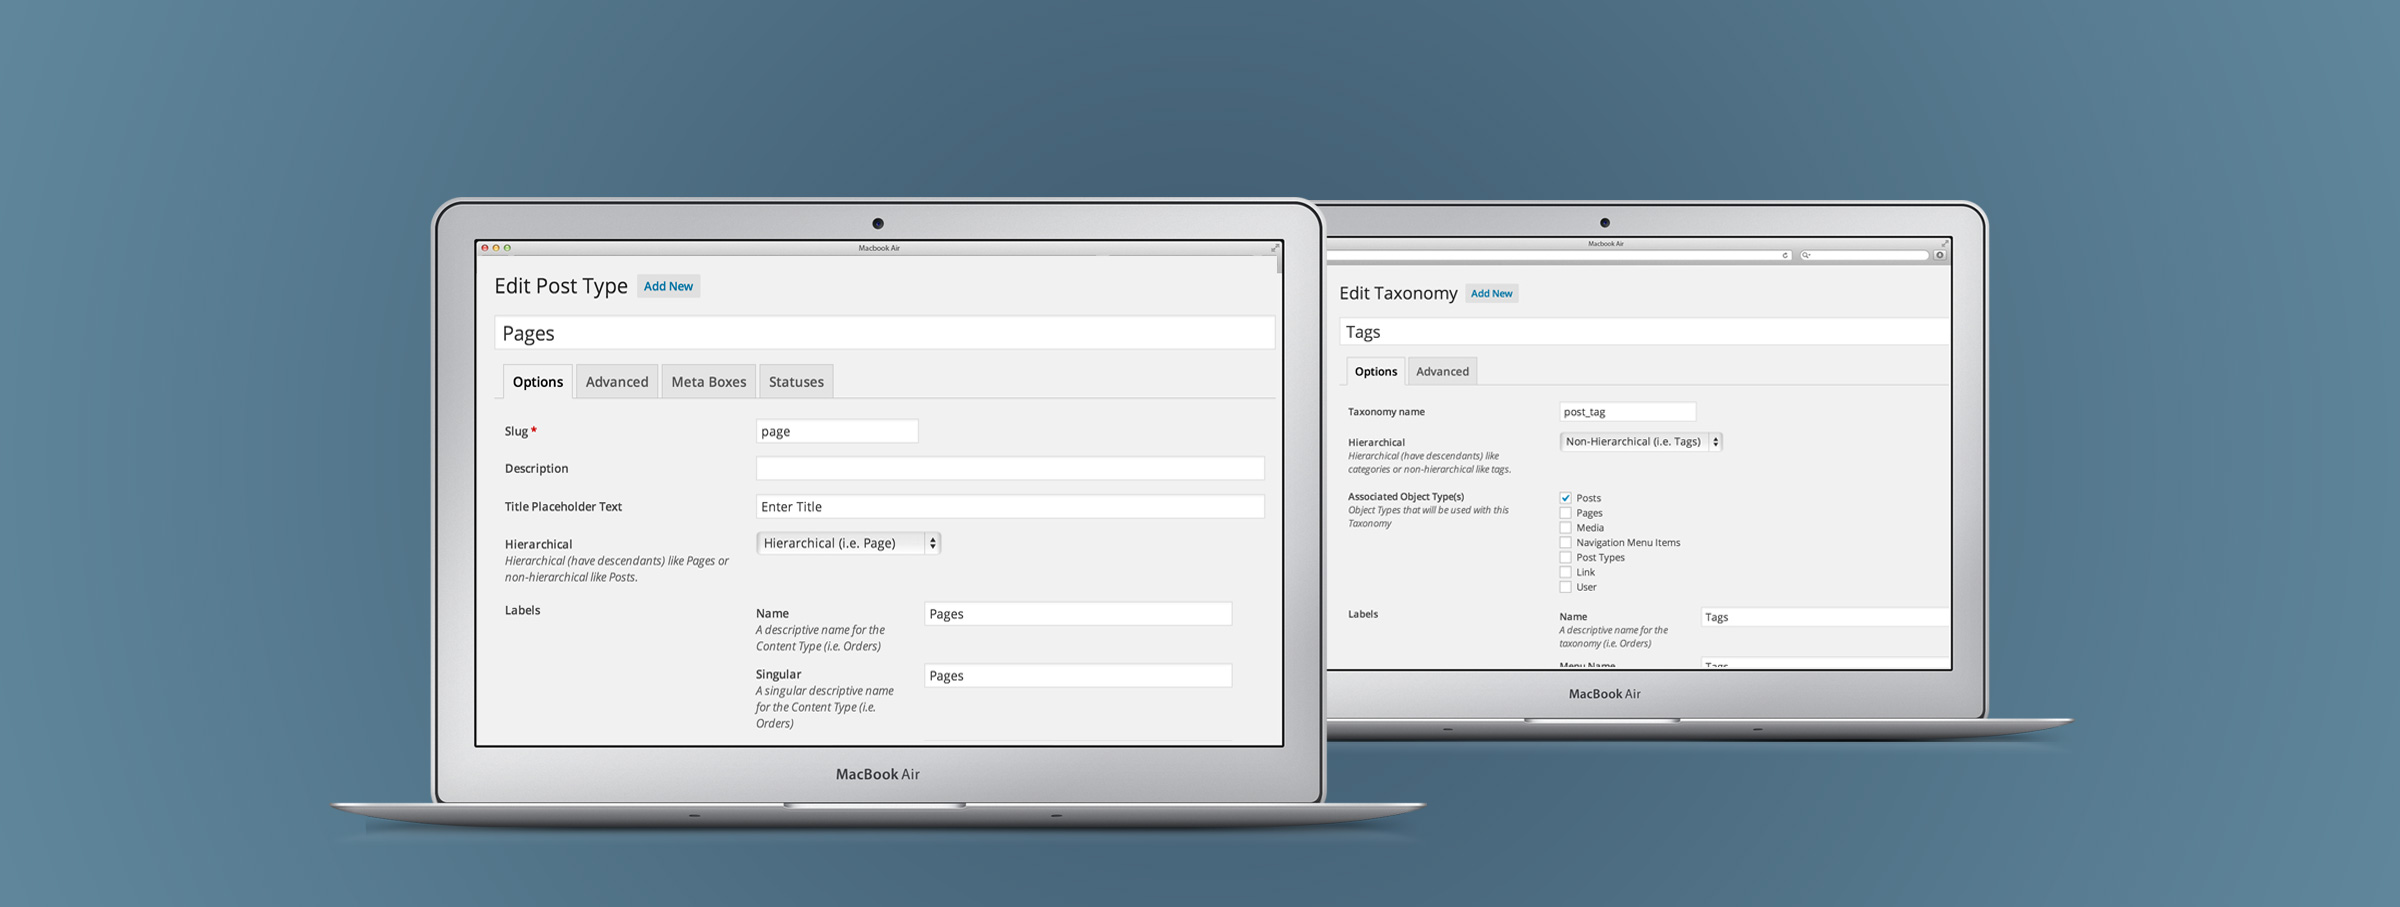 Macbook Air
Edit Post Type Add New
Pages
Options Advanced Meta Boxes Statuses
Slug * page
Description
Title Placeholder Text Enter Title
Hierarchical Hierarchical (i.e. Page)
Hierarchical (have descendants) like Pages or
non-hierarchical like Posts.
Labels
Name Pages
A descriptive name for the
Content Type (i.e. Orders)
Singular Pages
A singular descriptive name
for the Content Type (i.e.
Orders)
MacBook Air
Macbook Air
Edit Taxonomy Add New
Tags
Options Advanced
Taxonomy name post_tag
Hierarchical Non-Hierarchical (i.e. Tags)
Hierarchical (have descendants) like
categories or non-hierarchical like tags.
Associated Object Type(s)
Object Types that will be used with this
Taxonomy
Posts
Pages
Media
Navigation Menu Items
Post Types
Link
User
Labels
Name Tags
A descriptive name for the
taxonomy (i.e. Orders)
Menu Name Tags
MacBook Air